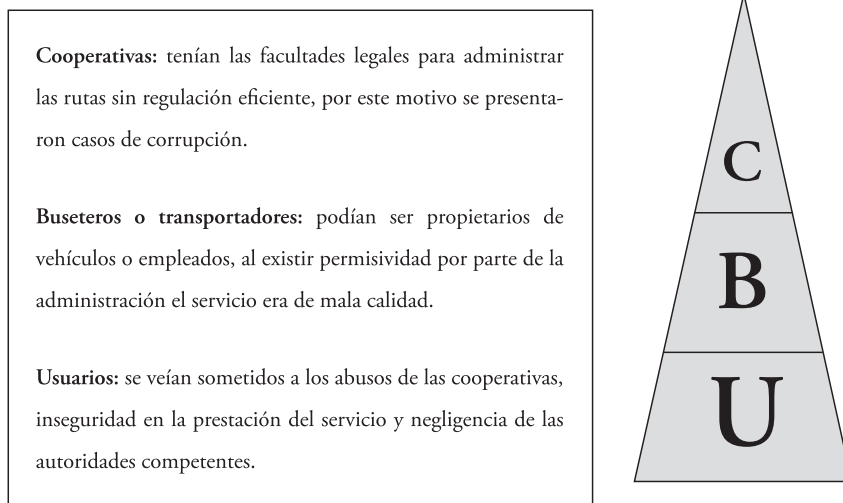 Cooperativas: tenían las facultades legales para administrar
las rutas sin regulación eficiente, por este motivo se presenta-
ron casos de corrupción.
Buseteros o transportadores: podían ser propietarios de
vehículos o empleados, al existir permisividad por parte de la
administración el servicio era de mala calidad.
Usuarios: se veían sometidos a los abusos de las cooperativas,
inseguridad en la prestación del servicio y negligencia de las
autoridades competentes.
C
B
U